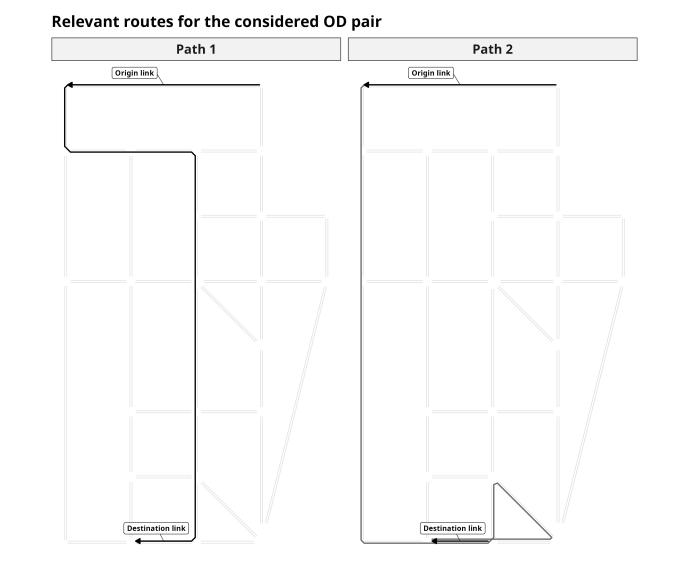 Relevant routes for the considered OD pair
Path 1
Path 2
Origin link
Origin link
Destination link
Destination link